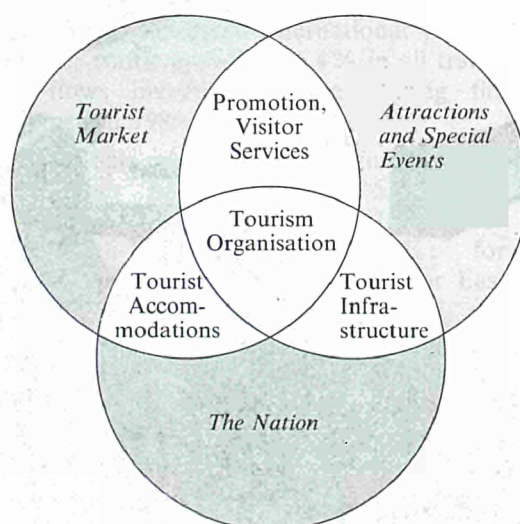 Tourist
Market
Promotion,
Visitor
Services
Attractions
and Special
Events
Tourism
Organisation
Tourist
Accom-
modations
Tourist
Infra-
structure
The Nation